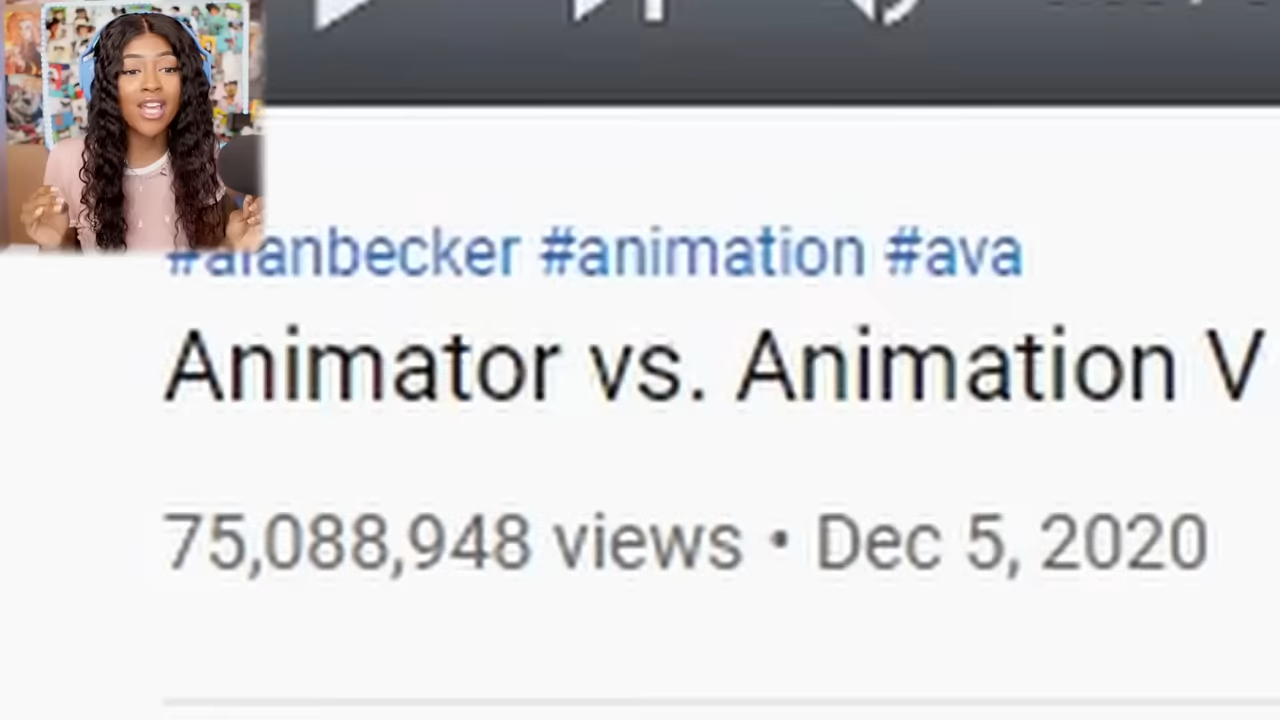 #alanbecker #animation #ava
Animator vs. Animation V
75,088,948 views • Dec 5, 2020